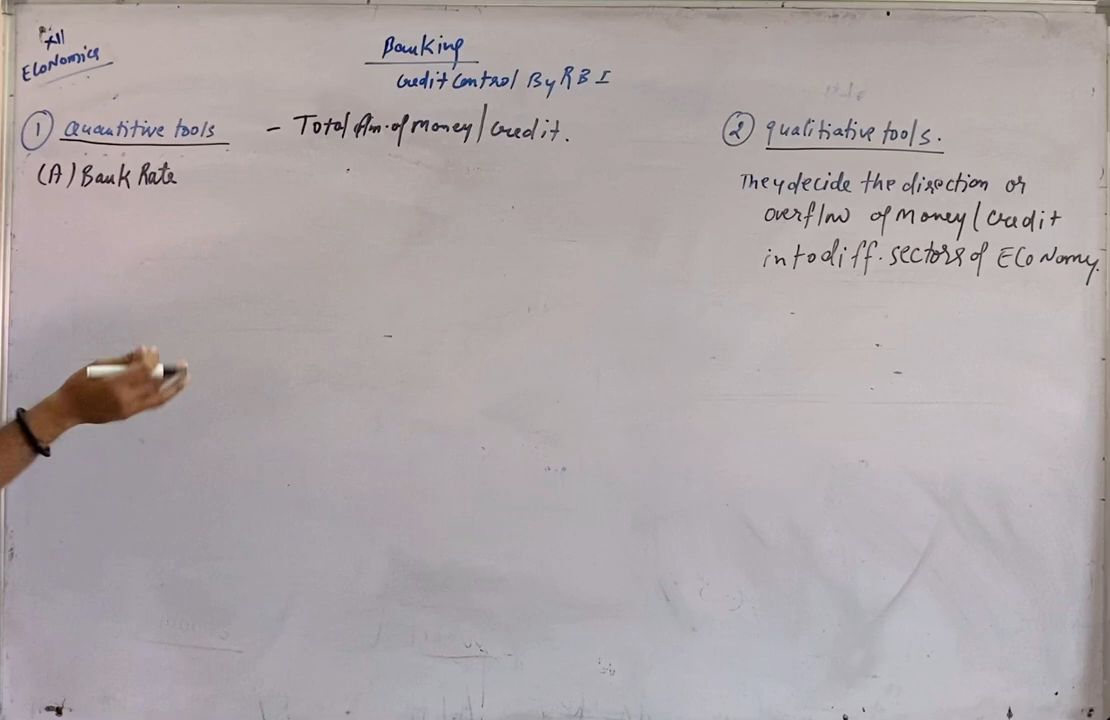 XII
Economics
Banking
Credit Control By RBI
① Quantitive tools - Total Am. of Money/Credit.
(A) Bank Rate
② qualitiative tools.
They decide the direction or
overflow of Money/Credit
into diff. sectors of Economy.